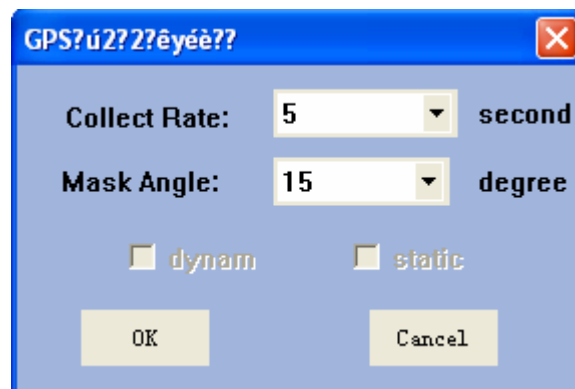 GPS?ú2?2?êyéè??
Collect Rate: 5 second
Mask Angle: 15 degree
dynam static
OK Cancel